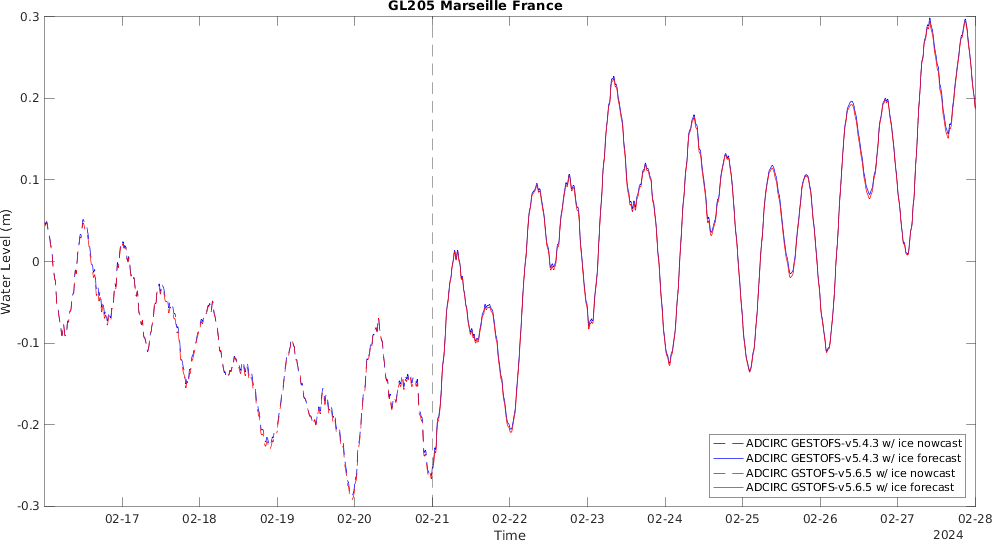 GL205 Marseille France
0.3
0.2
0.1
0
-0.1
-0.2
-0.3
Water Level (m)
ADCIRC GESTOFS-v5.4.3 w/ ice nowcast
ADCIRC GESTOFS-v5.4.3 w/ ice forecast
ADCIRC GSTOFS-v5.6.5 w/ ice nowcast
ADCIRC GSTOFS-v5.6.5 w/ ice forecast
02-17 02-18 02-19 02-20 02-21 02-22 02-23 02-24 02-25 02-26 02-27 02-28
Time
2024